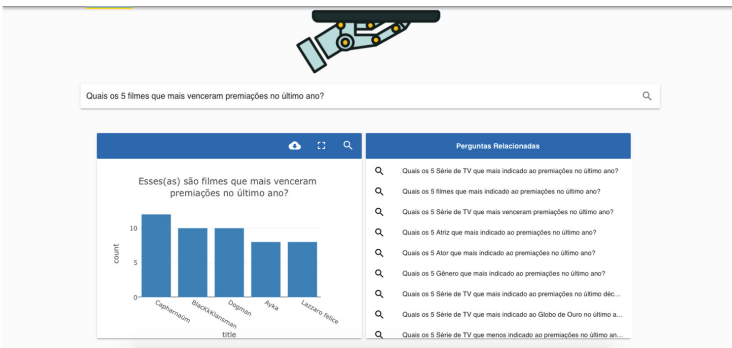 Quais os 5 filmes que mais venceram premiações no último ano?
Esses(as) são filmes que mais venceram
premiações no último ano?
count
10
5
0
Capharnaüm
BlacKkKlansman
Dogman
Ayka
Lazzaro felice
title
Perguntas Relacionadas
Quais os 5 Série de TV que mais indicado ao premiações no último ano?
Quais os 5 filmes que mais indicado ao premiações no último ano?
Quais os 5 Série de TV que mais venceram premiações no último ano?
Quais os 5 Atriz que mais indicado ao premiações no último ano?
Quais os 5 Ator que mais indicado ao premiações no último ano?
Quais os 5 Gênero que mais indicado ao premiações no último ano?
Quais os 5 Série de TV que mais indicado ao premiações no último déc...
Quais os 5 Série de TV que mais indicado ao Globo de Ouro no último a...
Quais os 5 Série de TV que menos indicado ao premiações no último an...